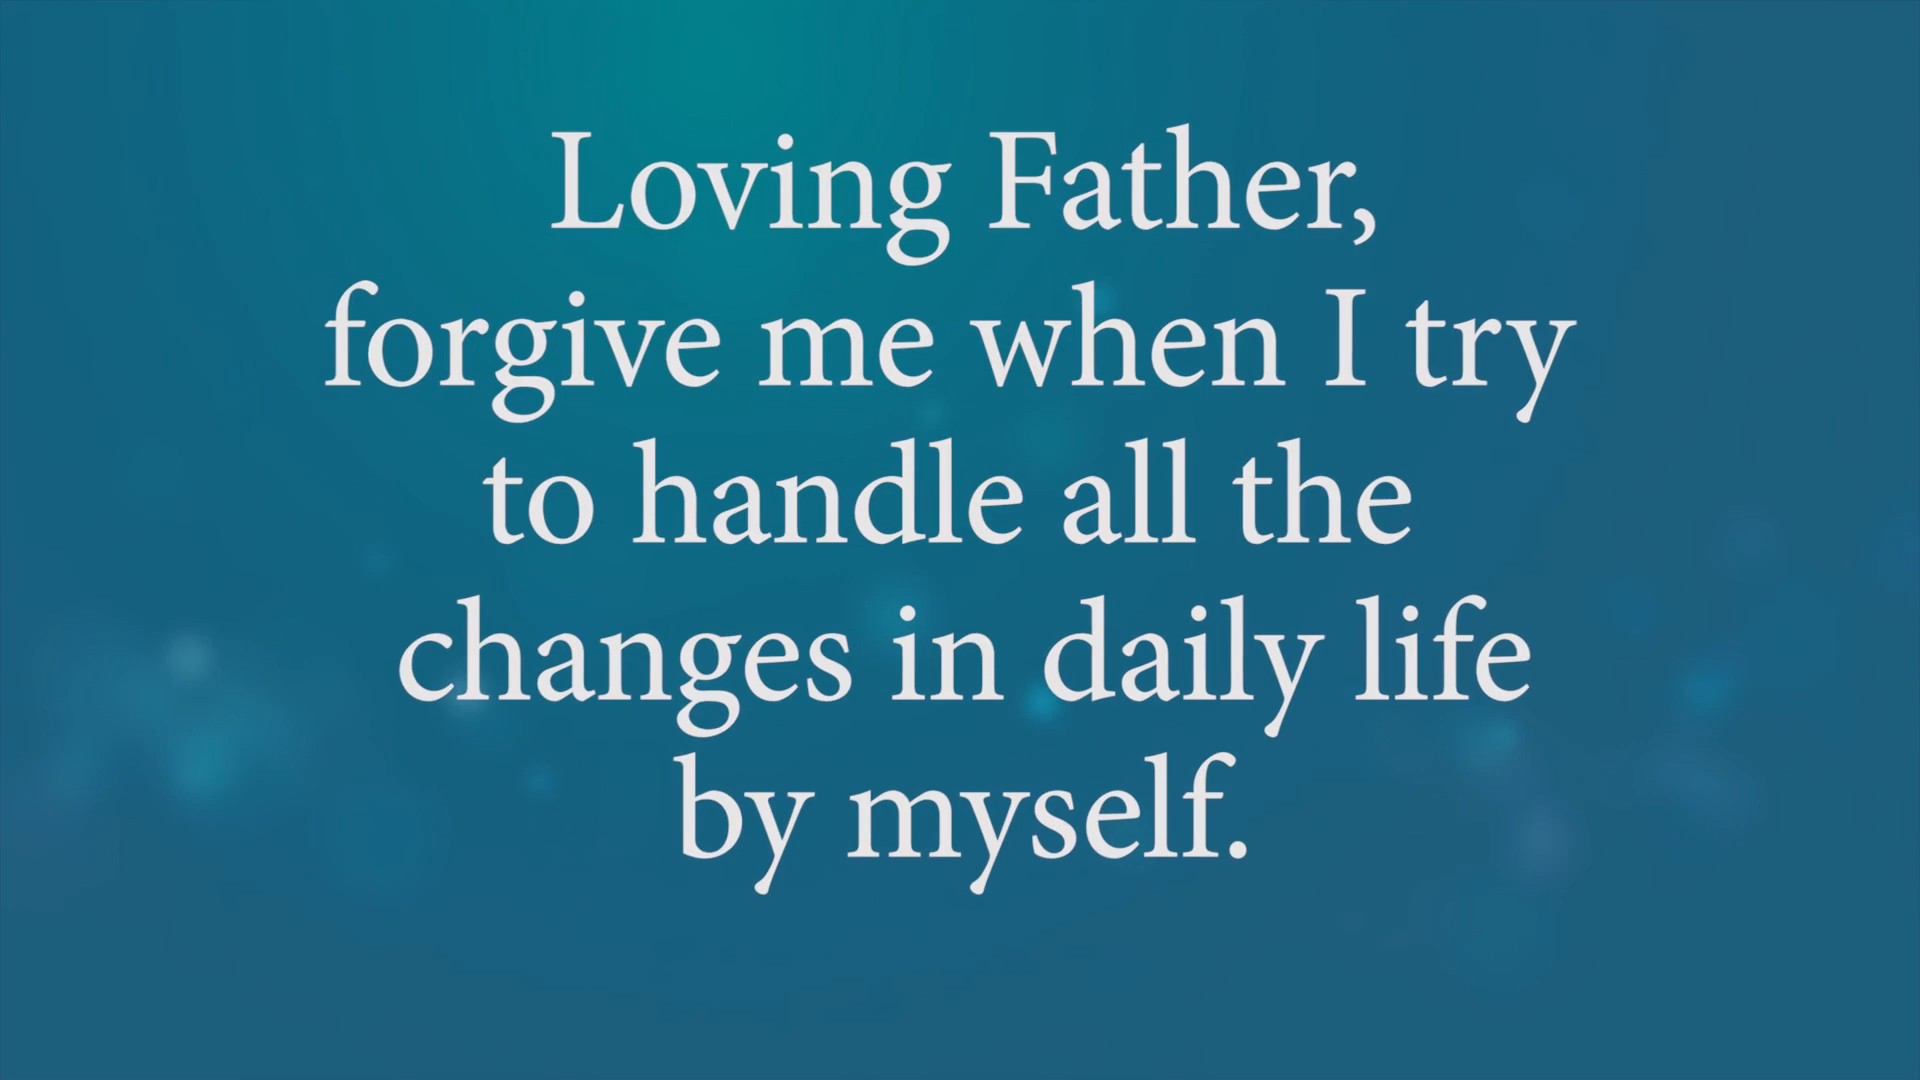 Loving Father,
forgive me when I try
to handle all the
changes in daily life
by myself.